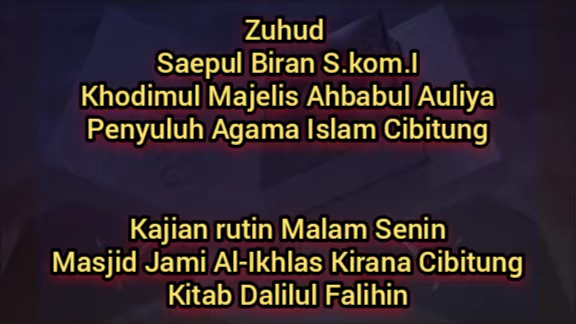 Zuhud
Saepul Biran S.kom.I
Khodimul Majelis Ahbabul Auliya
Penyuluh Agama Islam Cibitung
Kajian rutin Malam Senin
Masjid Jami Al-Ikhlas Kirana Cibitung
Kitab Dalilul Falihin